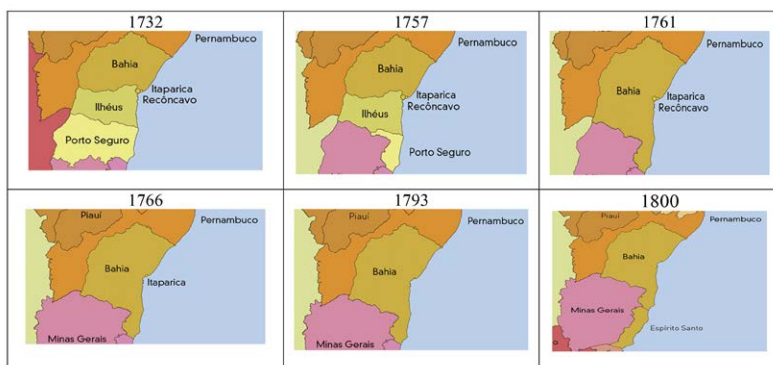 1732
Pernambuco
Bahia
Itaparica
Recôncavo
Ilhéus
Porto Seguro
1757
Pernambuco
Bahia
Itaparica
Recôncavo
Ilhéus
Porto Seguro
1761
Pernambuco
Bahia
Itaparica
Recôncavo
1766
Piauí
Pernambuco
Bahia
Itaparica
Minas Gerais
1793
Piauí
Pernambuco
Bahia
Minas Gerais
1800
Piauí
Pernambuco
Bahia
Minas Gerais
Espírito Santo